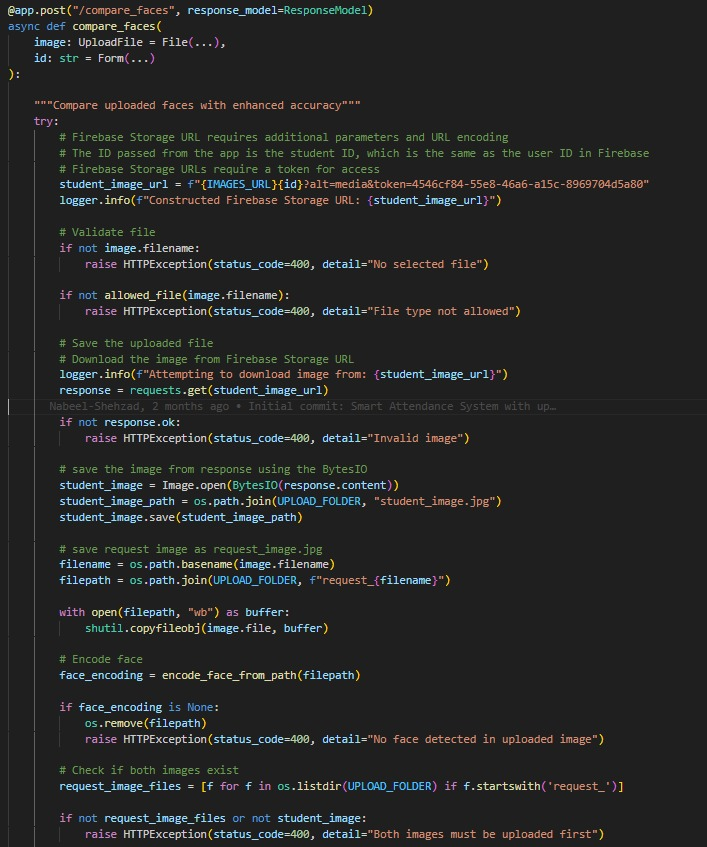 @app.post("/compare_faces", response_model=ResponseModel)
async def compare_faces(
    image: UploadFile = File(...),
    id: str = Form(...)
):
    """Compare uploaded faces with enhanced accuracy"""
    try:
        # Firebase Storage URL requires additional parameters and URL encoding
        # The ID passed from the app is the student ID, which is the same as the user ID in Firebase
        # Firebase Storage URLs require a token for access
        student_image_url = f"{IMAGES_URL}{id}?alt=media&token=4546cf84-55e8-46a6-a15c-8969704d5a80"
        logger.info(f"Constructed Firebase Storage URL: {student_image_url}")
        # Validate file
        if not image.filename:
            raise HTTPException(status_code=400, detail="No selected file")
        if not allowed_file(image.filename):
            raise HTTPException(status_code=400, detail="File type not allowed")
        # Save the uploaded file
        # Download the image from Firebase Storage URL
        logger.info(f"Attempting to download image from: {student_image_url}")
        response = requests.get(student_image_url)
Nabeel-Shehzad, 2 months ago • Initial commit: Smart Attendance System with up…
        if not response.ok:
            raise HTTPException(status_code=400, detail="Invalid image")
        # save the image from response using the BytesIO
        student_image = Image.open(BytesIO(response.content))
        student_image_path = os.path.join(UPLOAD_FOLDER, "student_image.jpg")
        student_image.save(student_image_path)
        # save request image as request_image.jpg
        filename = os.path.basename(image.filename)
        filepath = os.path.join(UPLOAD_FOLDER, f"request_{filename}")
        with open(filepath, "wb") as buffer:
            shutil.copyfileobj(image.file, buffer)
        # Encode face
        face_encoding = encode_face_from_path(filepath)
        if face_encoding is None:
            os.remove(filepath)
            raise HTTPException(status_code=400, detail="No face detected in uploaded image")
        # Check if both images exist
        request_image_files = [f for f in os.listdir(UPLOAD_FOLDER) if f.startswith('request_')]
        if not request_image_files or not student_image:
            raise HTTPException(status_code=400, detail="Both images must be uploaded first")